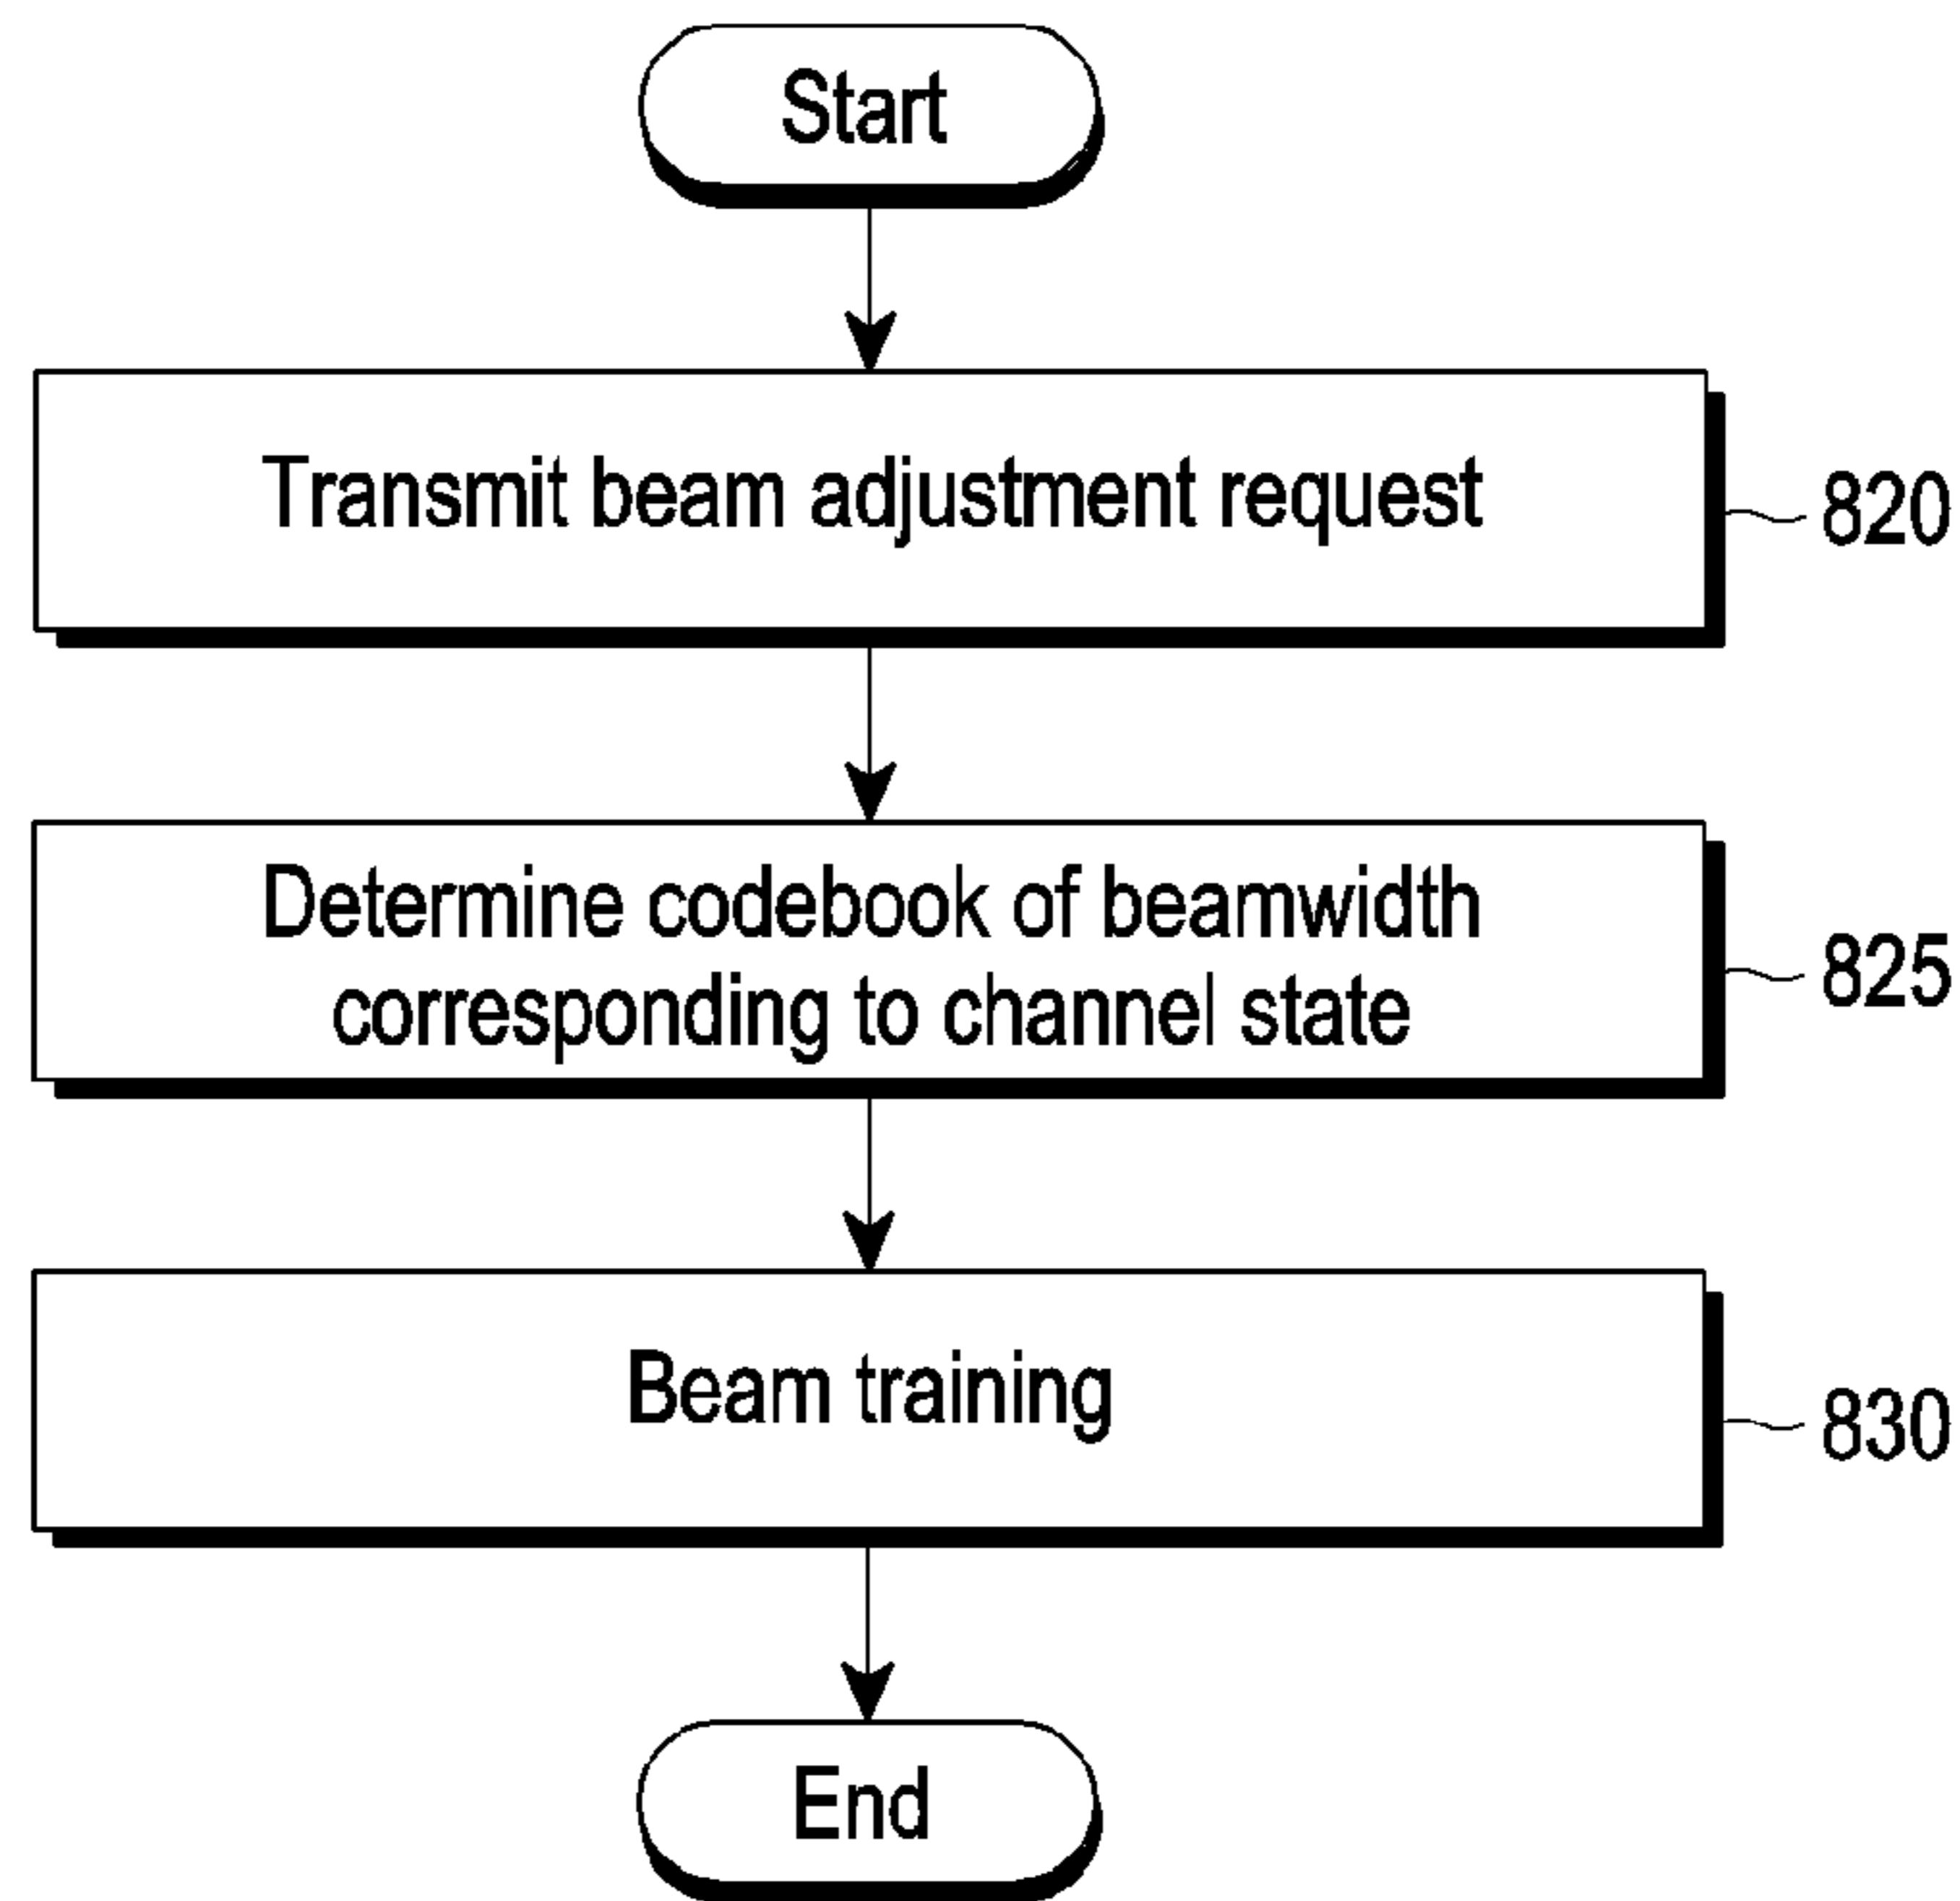 Start
Transmit beam adjustment request
820
Determine codebook of beamwidth
corresponding to channel state
825
Beam training
830
End